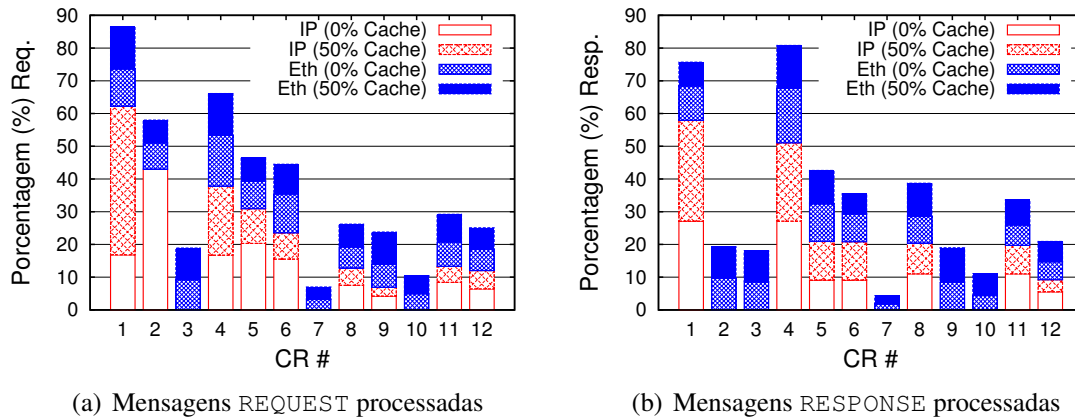 Porcentagem (%) Req.
90
80
70
60
50
40
30
20
10
0
IP (0% Cache)
IP (50% Cache)
Eth (0% Cache)
Eth (50% Cache)
1 2 3 4 5 6 7 8 9 10 11 12
CR #
(a) Mensagens REQUEST processadas
Porcentagem (%) Resp.
90
80
70
60
50
40
30
20
10
0
IP (0% Cache)
IP (50% Cache)
Eth (0% Cache)
Eth (50% Cache)
1 2 3 4 5 6 7 8 9 10 11 12
CR #
(b) Mensagens RESPONSE processadas